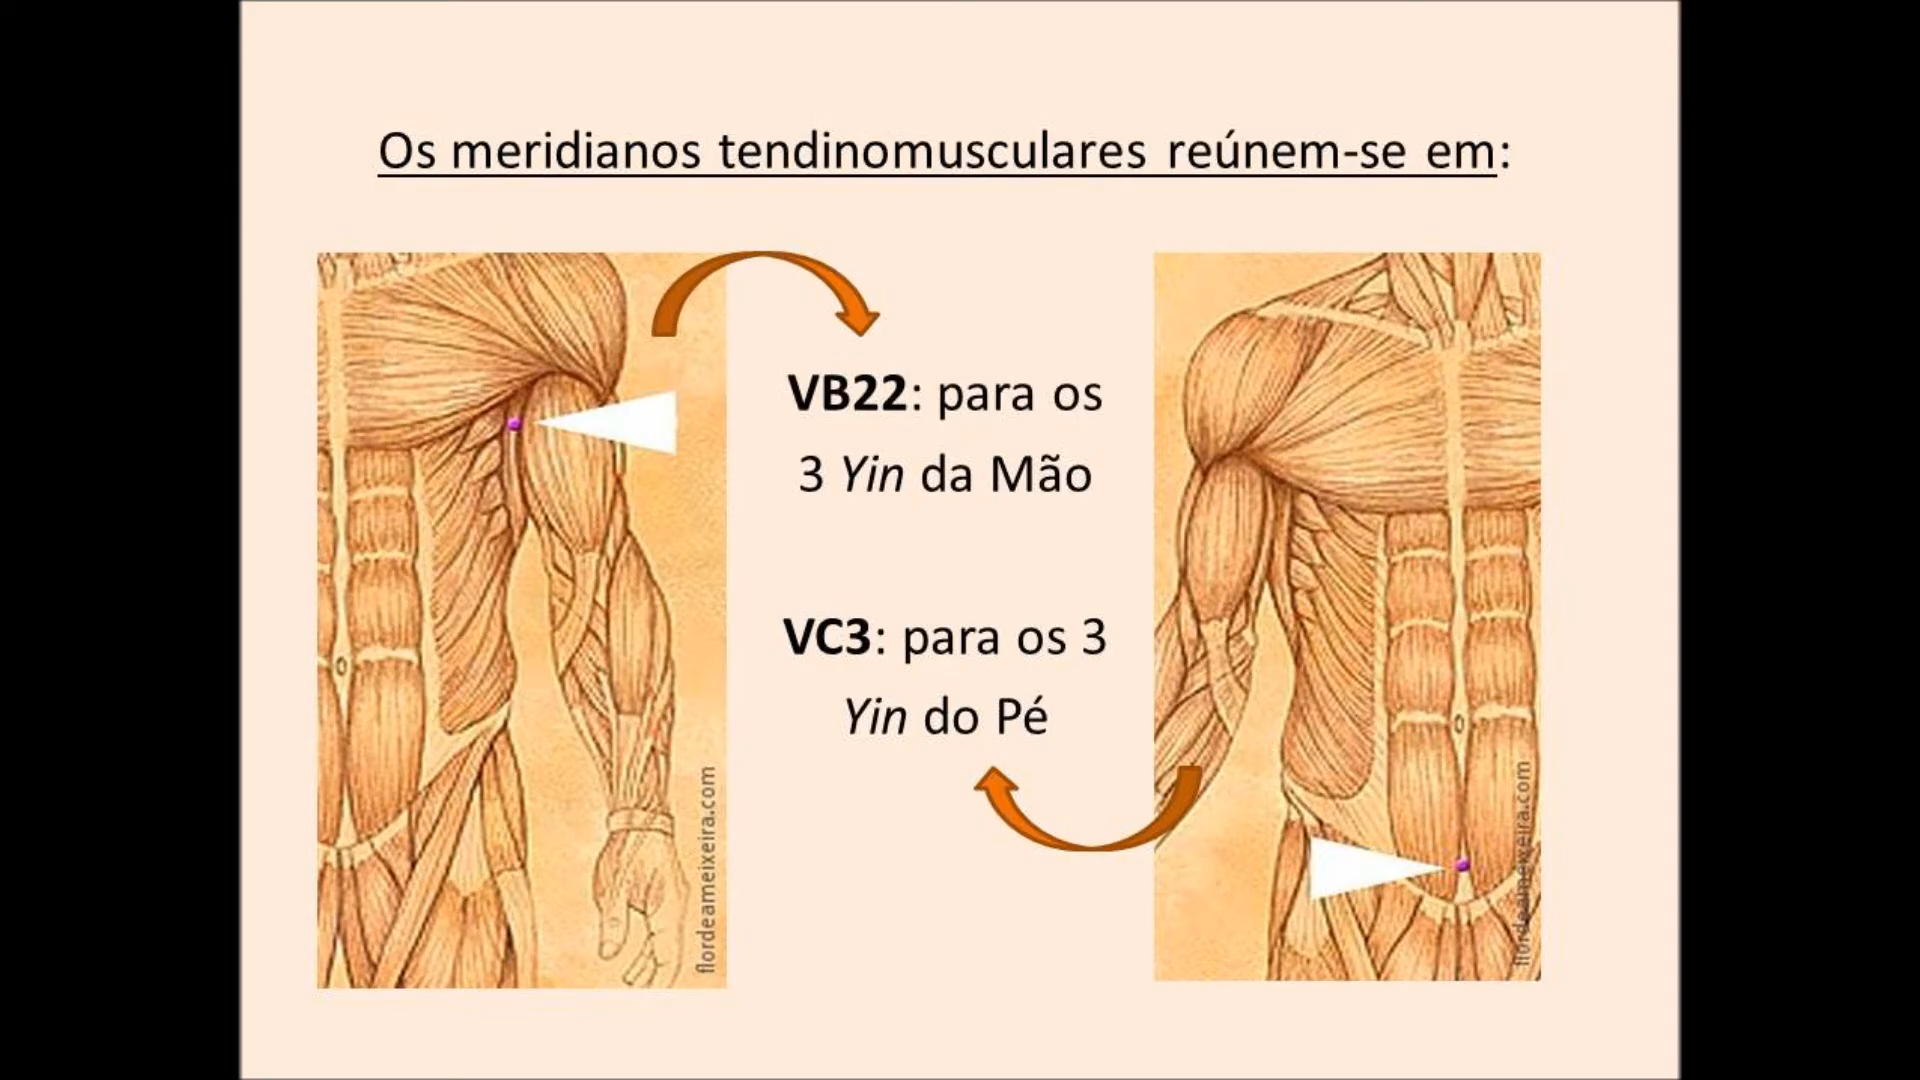 Os meridianos tendinomusculares reúnem-se em:
VB22: para os
3 Yin da Mão
VC3: para os 3
Yin do Pé
flordeameixeira.com
flordeameixeira.com